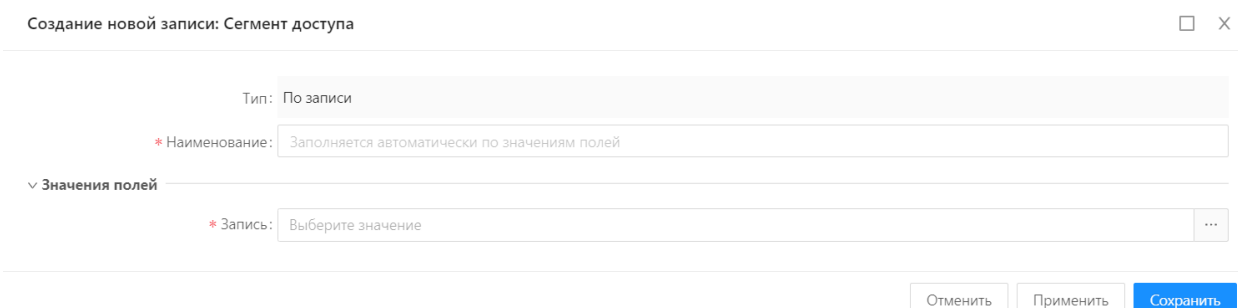 Создание новой записи: Сегмент доступа
Тип: По записи
* Наименование: Заполняется автоматически по значениям полей
Значения полей
* Запись: Выберите значение ...
Отменить Применить Сохранить